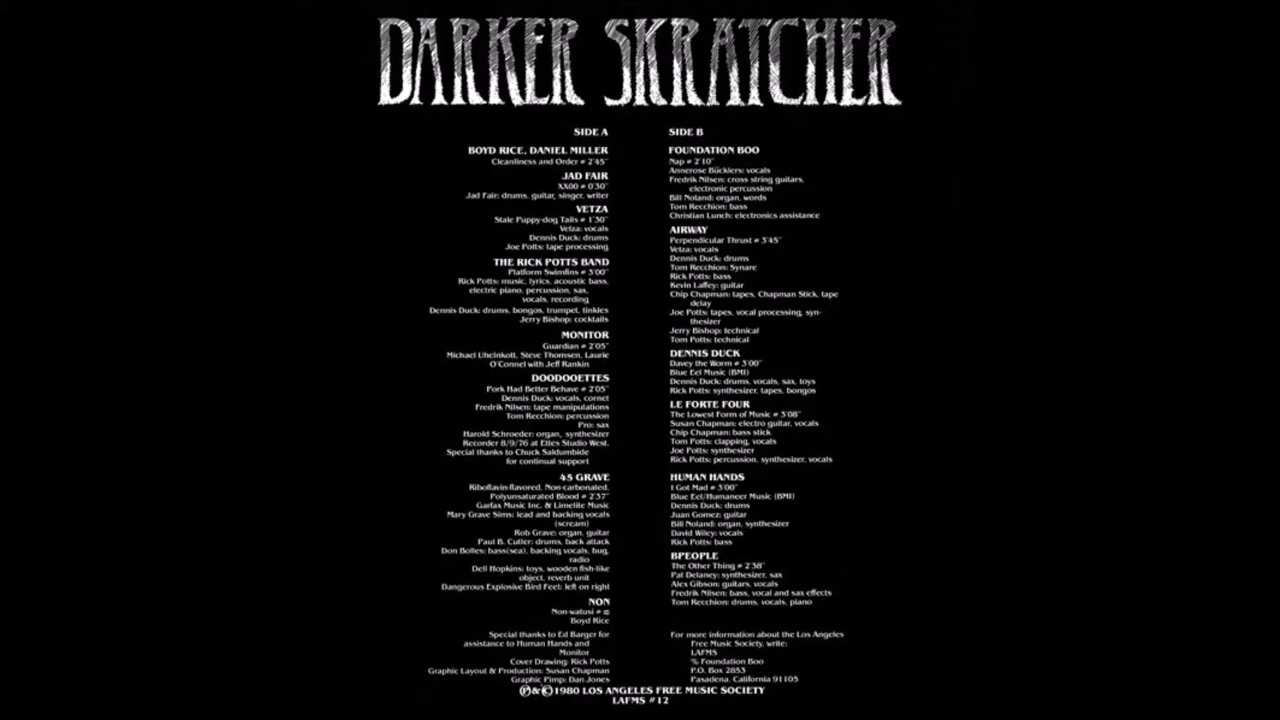 DARKER SKRATCHER
SIDE A
BOYD RICE, DANIEL MILLER
Cleanliness and Order # 2'45"
JAD FAIR
XX00 # 0'30"
Jad Fair: drums, guitar, singer, writer
VETZA
Stale Puppy-dog Tails # 1'30"
Vetza: vocals
Dennis Duck: drums
Joe Potts: tape processing
THE RICK POTTS BAND
Platform Swimfins # 3'00"
Rick Potts: music, lyrics, acoustic bass,
electric piano, percussion, sax,
vocals, recording
Dennis Duck: drums, bongos, trumpet, tinkles
Jerry Bishop: cocktails
MONITOR
Guardian # 2'05"
Michael Uhelnkott, Steve Thomsen, Laurie
O'Connel with Jeff Rankin
DOODOOETTES
Pork Had Better Behave # 2'05"
Dennis Duck: vocals, cornet
Fredrik Nilsen: tape manipulations
Tom Recchion: percussion
Pro: sax
Harold Schroeder: organ, synthesizer
Recorder 8/9/76 at Ettes Studio West.
Special thanks to Chuck Saldumbide
for continual support
45 GRAVE
Riboflavin-flavored, Non-carbonated,
Polyunsaturated Blood # 2'37"
Garfax Music Inc. & Limelite Music
Mary Grave Sims: lead and backing vocals
(scream)
Rob Grave: organ, guitar
Paul B. Cutler: drums, back attack
Don Bolles: bass(sea), backing vocals, bug,
radio
Dell Hopkins: toys, wooden fish-like
object, reverb unit
Dangerous Explosive Bird Feet: left on right
NON
Non-watusi # ∞
Boyd Rice
Special thanks to Ed Barger for
assistance to Human Hands and
Monitor
Cover Drawing: Rick Potts
Graphic Layout & Production: Susan Chapman
Graphic Pimp: Dan Jones
SIDE B
FOUNDATION BOO
Nap # 2'10"
Annerose Bücklers: vocals
Fredrik Nilsen: cross string guitars,
electronic percussion
Bill Noland: organ, words
Tom Recchion: bass
Christian Lunch: electronics assistance
AIRWAY
Perpendicular Thrust # 3'45"
Vetza: vocals
Dennis Duck: drums
Tom Recchion: Synare
Rick Potts: bass
Kevin Laffey: guitar
Chip Chapman: tapes, Chapman Stick, tape
delay
Joe Potts: tapes, vocal processing, syn-
thesizer
Jerry Bishop: technical
Tom Potts: technical
DENNIS DUCK
Davey the Worm # 3'00"
Blue Eel Music (BMI)
Dennis Duck: drums, vocals, sax, toys
Rick Potts: synthesizer, tapes, bongos
LE FORTE FOUR
The Lowest Form of Music # 3'08"
Susan Chapman: electro guitar, vocals
Chip Chapman: bass stick
Tom Potts: clapping, vocals
Joe Potts: synthesizer
Rick Potts: percussion, synthesizer, vocals
HUMAN HANDS
I Got Mad # 3'00"
Blue Eel/Humaneer Music (BMI)
Dennis Duck: drums
Juan Gomez: guitar
Bill Noland: organ, synthesizer
David Wiley: vocals
Rick Potts: bass
BPEOPLE
The Other Thing # 2'38"
Pat Delaney: synthesizer, sax
Alex Gibson: guitars, vocals
Fredrik Nilsen: bass, vocal and sax effects
Tom Recchion: drums, vocals, piano
For more information about the Los Angeles
Free Music Society, write:
LAFMS
% Foundation Boo
P.O. Box 2853
Pasadena, California 91105
Ⓟ&©1980 LOS ANGELES FREE MUSIC SOCIETY
LAFMS #12